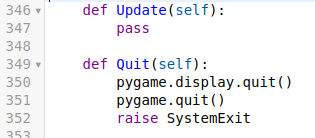 346 ▾ def Update(self):
347 pass
348
349 ▾ def Quit(self):
350 pygame.display.quit()
351 pygame.quit()
352 raise SystemExit
353